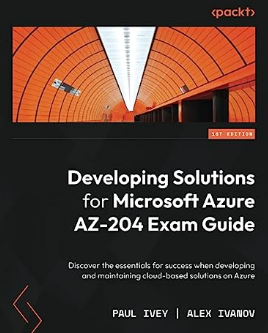 <packt>
1ST EDITION
Developing Solutions
for Microsoft Azure
AZ-204 Exam Guide
Discover the essentials for success when developing
and maintaining cloud-based solutions on Azure
PAUL IVEY | ALEX IVANOV